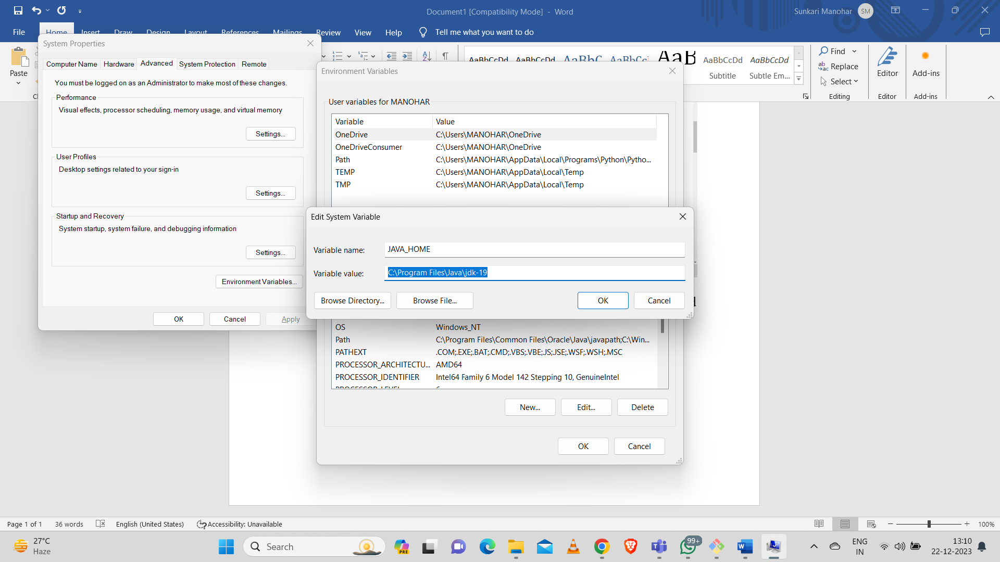 Document1 [Compatibility Mode] - Word
Sunkari Manohar SM
File Home Insert Draw Design Layout References Mailings Review View Help Tell me what you want to do
Paste
AaBbCcDd AaBbCcDd AaBbC AaBbCcl AaB AaBbCcDd AaBbCcDd
Subtitle Subtle Em...
Find
Replace
Select
Editing
Editor
Editor
Add-ins
Add-ins
System Properties
Computer Name Hardware Advanced System Protection Remote
You must be logged on as an Administrator to make most of these changes.
Performance
Visual effects, processor scheduling, memory usage, and virtual memory
Settings...
User Profiles
Desktop settings related to your sign-in
Settings...
Startup and Recovery
System startup, system failure, and debugging information
Settings...
Environment Variables...
OK Cancel Apply
Environment Variables
User variables for MANOHAR
Variable Value
OneDrive C:\Users\MANOHAR\OneDrive
OneDriveConsumer C:\Users\MANOHAR\OneDrive
Path C:\Users\MANOHAR\AppData\Local\Programs\Python\Pytho...
TEMP C:\Users\MANOHAR\AppData\Local\Temp
TMP C:\Users\MANOHAR\AppData\Local\Temp
Edit System Variable
Variable name: JAVA_HOME
Variable value: C:\Program Files\Java\jdk-19
Browse Directory... Browse File... OK Cancel
OS Windows_NT
Path C:\Program Files\Common Files\Oracle\Java\javapath;C:\Win...
PATHEXT .COM;.EXE;.BAT;.CMD;.VBS;.VBE;.JS;.JSE;.WSF;.WSH;.MSC
PROCESSOR_ARCHITECTU... AMD64
PROCESSOR_IDENTIFIER Intel64 Family 6 Model 142 Stepping 10, GenuineIntel
New... Edit... Delete
OK Cancel
Page 1 of 1 36 words English (United States) Accessibility: Unavailable 100%
27°C
Haze
Search
PRE
99+
ENG
IN
13:10
22-12-2023